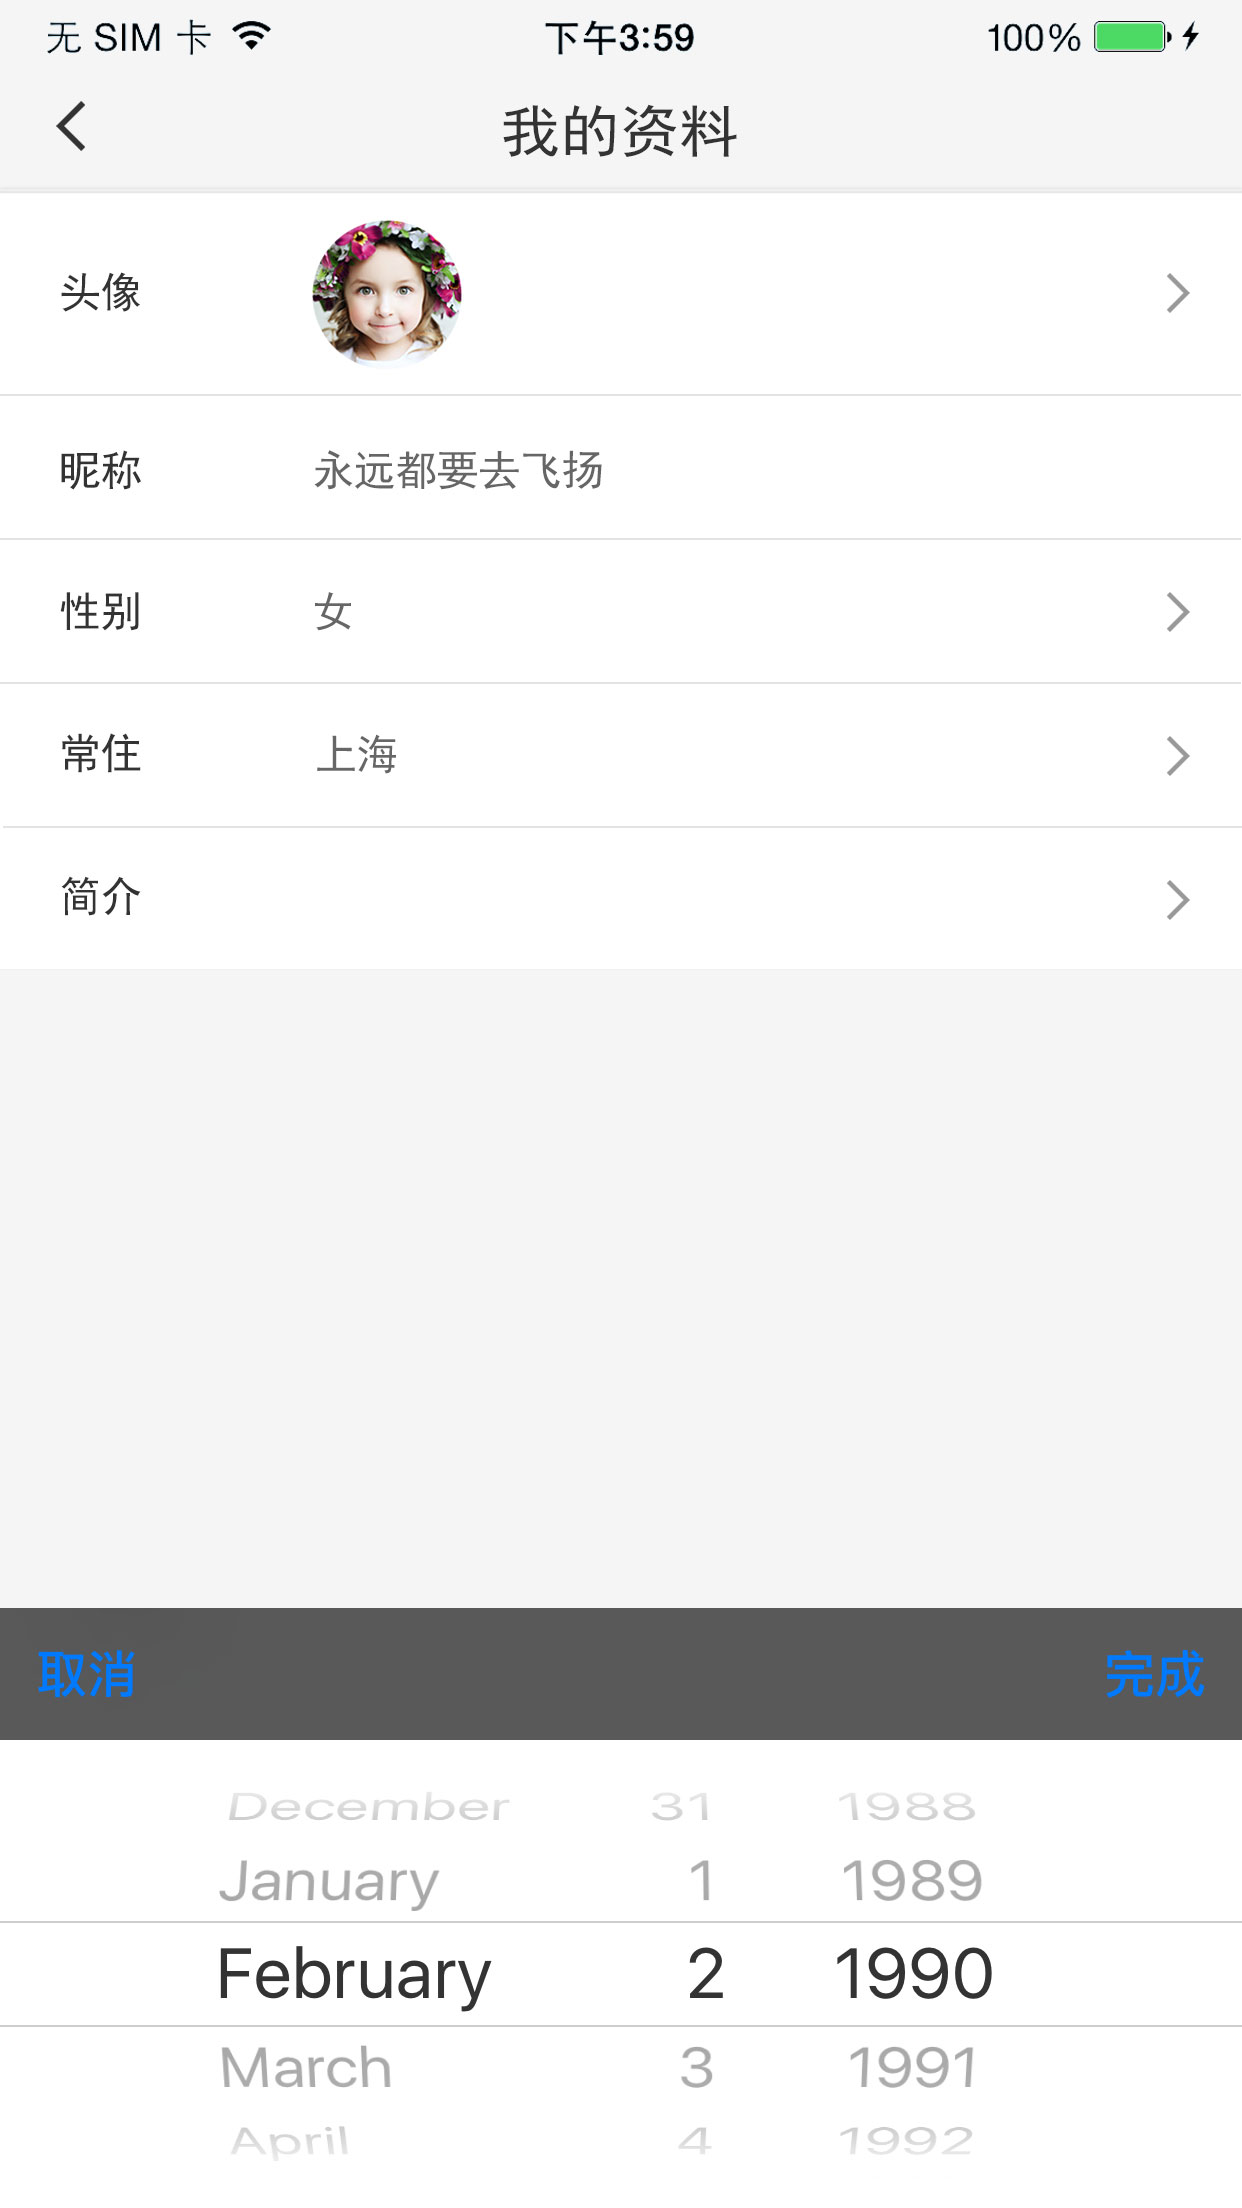 无 SIM 卡 下午3:59 100%
我的资料
头像
昵称 永远都要去飞扬
性别 女
常住 上海
简介
取消 完成
December 31 1988
January 1 1989
February 2 1990
March 3 1991
April 4 1992